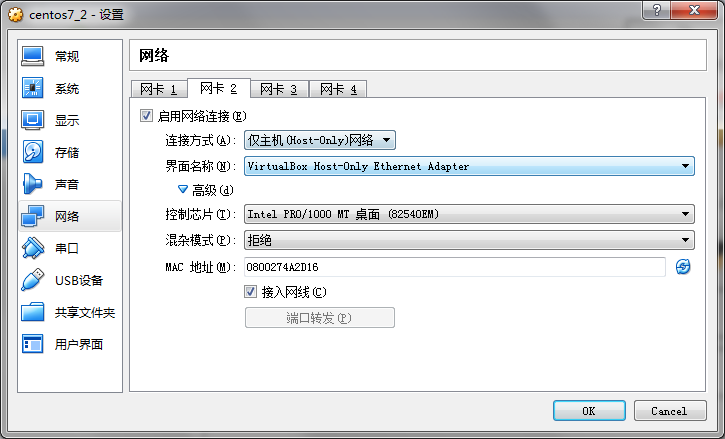 centos7_2 - 设置
常规
系统
显示
存储
声音
网络
串口
USB设备
共享文件夹
用户界面
网络
网卡 1 网卡 2 网卡 3 网卡 4
启用网络连接(E)
连接方式(A): 仅主机(Host-Only)网络
界面名称(N): VirtualBox Host-Only Ethernet Adapter
高级(d)
控制芯片(T): Intel PRO/1000 MT 桌面 (82540EM)
混杂模式(P): 拒绝
MAC 地址(M): 0800274A2D16
接入网线(C)
端口转发(P)
OK Cancel